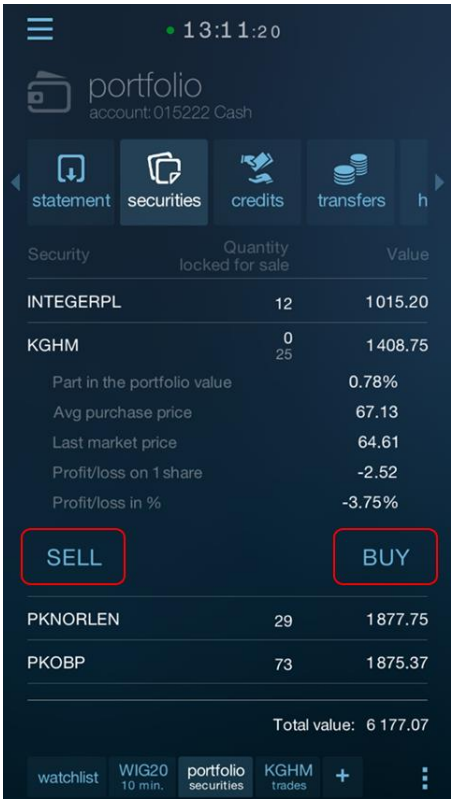 13:11:20
portfolio
account: 015222 Cash
statement securities credits transfers h
Security Quantity Value
locked for sale
INTEGERPL 12 1015.20
KGHM 0 1408.75
25
Part in the portfolio value 0.78%
Avg purchase price 67.13
Last market price 64.61
Profit/loss on 1 share -2.52
Profit/loss in % -3.75%
SELL BUY
PKNORLEN 29 1877.75
PKOBP 73 1875.37
Total value: 6 177.07
watchlist WIG20 portfolio KGHM +
10 min. securities trades